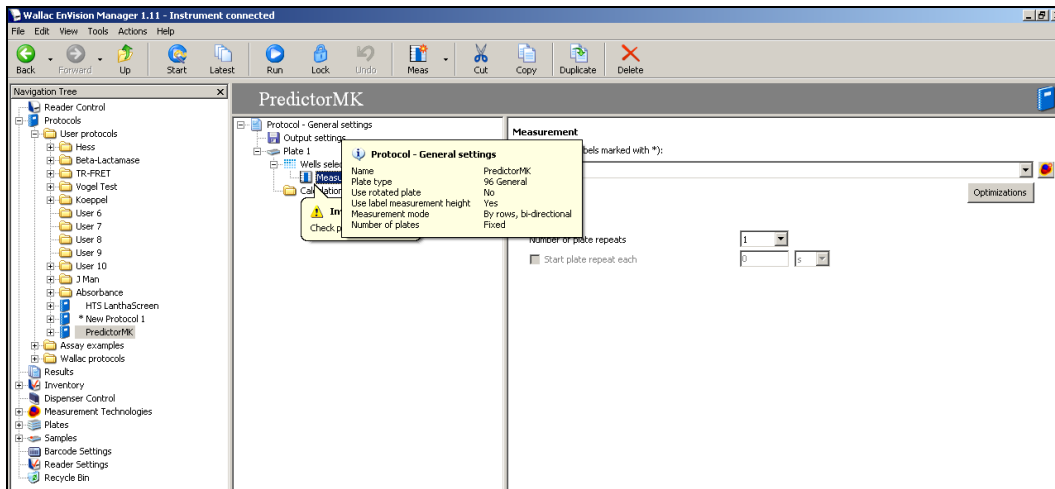 Wallac EnVision Manager 1.11 - Instrument connected
File Edit View Tools Actions Help
Back Forward Up Start Latest Run Lock Undo Meas Cut Copy Duplicate Delete
Navigation Tree
Reader Control
Protocols
User protocols
Hess
Beta-Lactamase
TR-FRET
Vogel Test
Koeppel
User 6
User 7
User 8
User 9
User 10
J Man
Absorbance
HTS LanthaScreen
* New Protocol 1
PredictorMK
Assay examples
Wallac protocols
Results
Inventory
Dispenser Control
Measurement Technologies
Plates
Samples
Barcode Settings
Reader Settings
Recycle Bin
PredictorMK
Protocol - General settings
Output settings
Plate 1
Wells selec
Measu
Protocol - General settings
Name PredictorMK
Plate type 96 General
Use rotated plate No
Use label measurement height Yes
Measurement mode By rows, bi-directional
Number of plates Fixed
Check p
Measurement
bels marked with *):
Optimizations
Number of plate repeats 1
Start plate repeat each 0 s